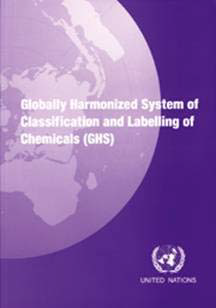 Globally Harmonized System of
Classification and Labelling of
Chemicals (GHS)
UNITED NATIONS